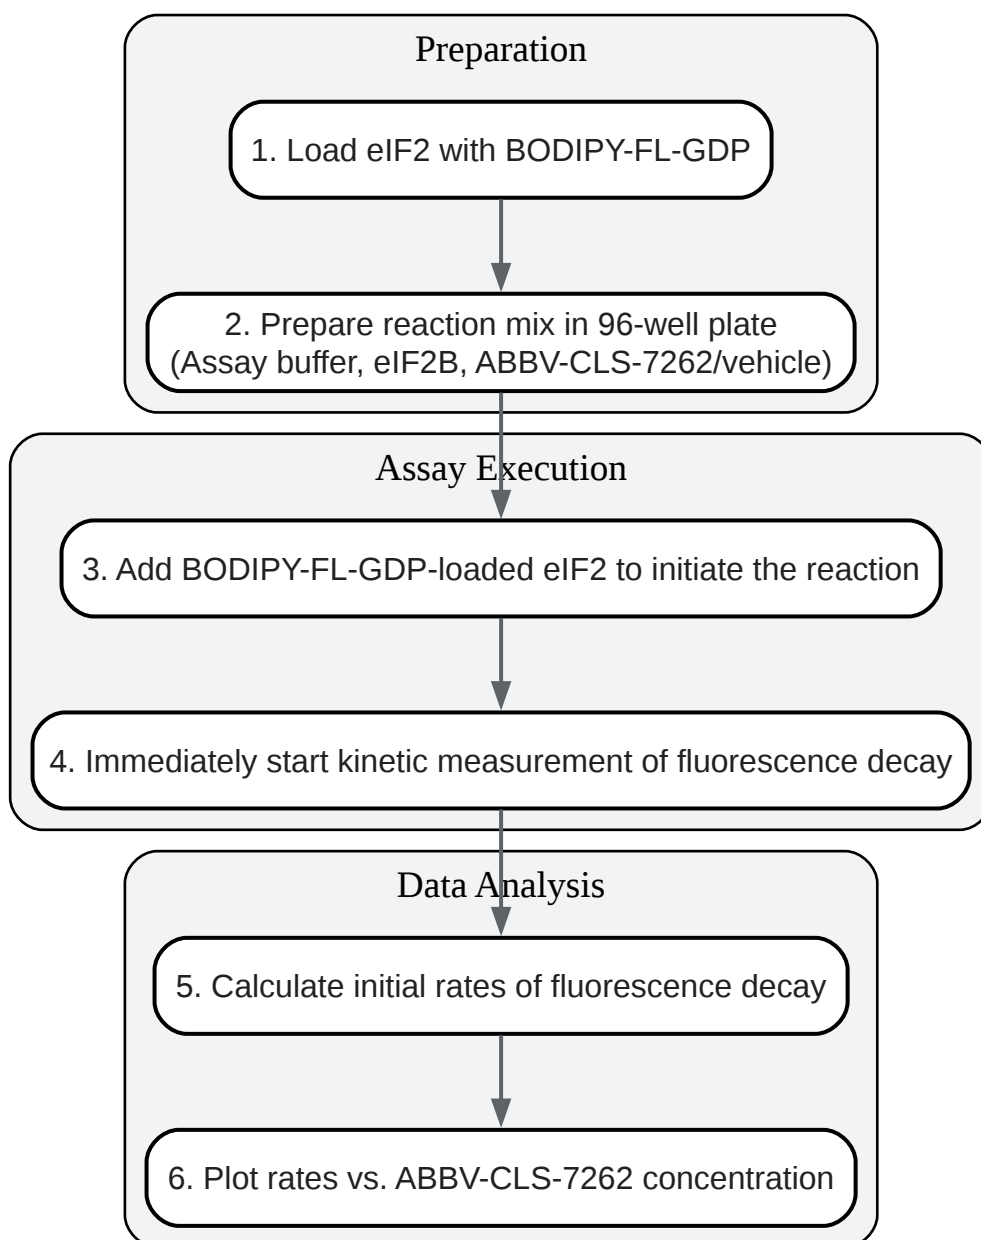 Preparation
1. Load eIF2 with BODIPY-FL-GDP
2. Prepare reaction mix in 96-well plate
(Assay buffer, eIF2B, ABBV-CLS-7262/vehicle)
Assay Execution
3. Add BODIPY-FL-GDP-loaded eIF2 to initiate the reaction
4. Immediately start kinetic measurement of fluorescence decay
Data Analysis
5. Calculate initial rates of fluorescence decay
6. Plot rates vs. ABBV-CLS-7262 concentration